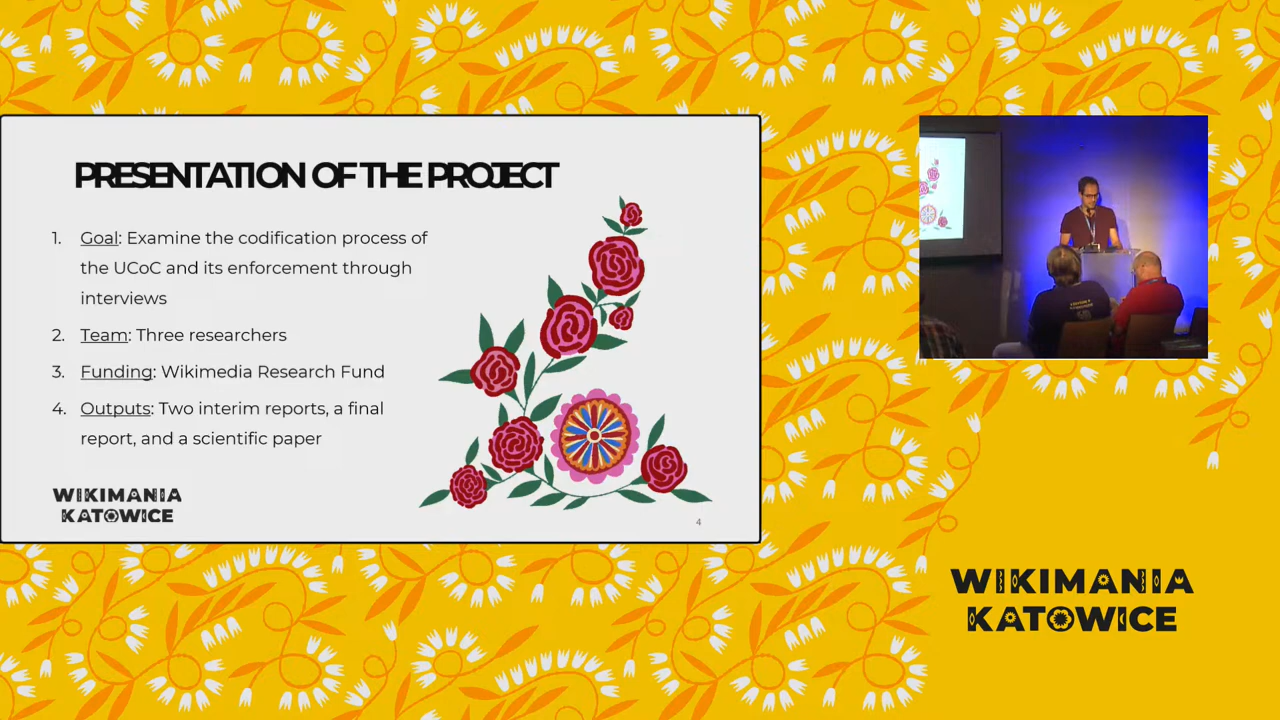 PRESENTATION OF THE PROJECT
1. Goal: Examine the codification process of
the UCoC and its enforcement through
interviews
2. Team: Three researchers
3. Funding: Wikimedia Research Fund
4. Outputs: Two interim reports, a final
report, and a scientific paper
WIKIMANIA
KATOWICE
4
WIKIMANIA
KATOWICE